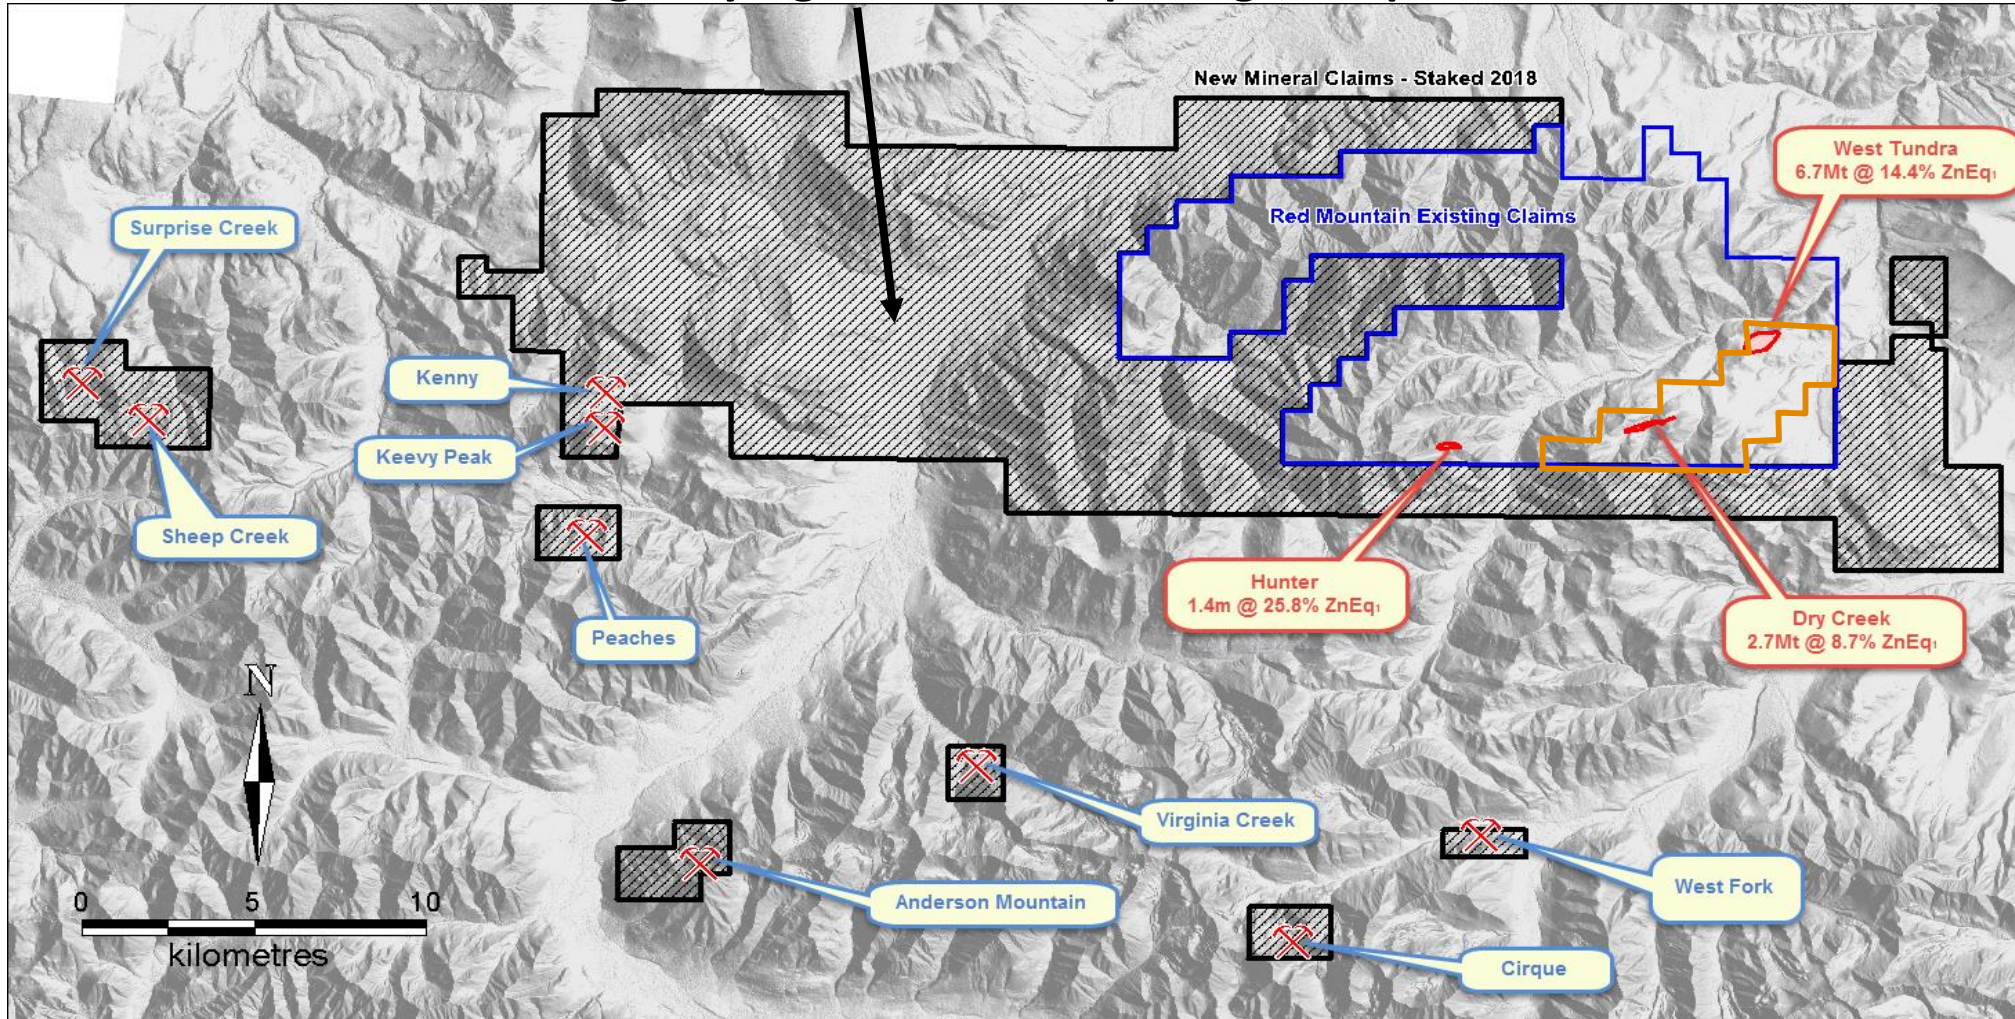 New Mineral Claims - Staked 2018
West Tundra
6.7Mt @ 14.4% ZnEq₁
Red Mountain Existing Claims
Surprise Creek
Kenny
Keevy Peak
Sheep Creek
Hunter
1.4m @ 25.8% ZnEq₁
Dry Creek
2.7Mt @ 8.7% ZnEq₁
Peaches
N
Virginia Creek
West Fork
Anderson Mountain
0 5 10
kilometres
Cirque